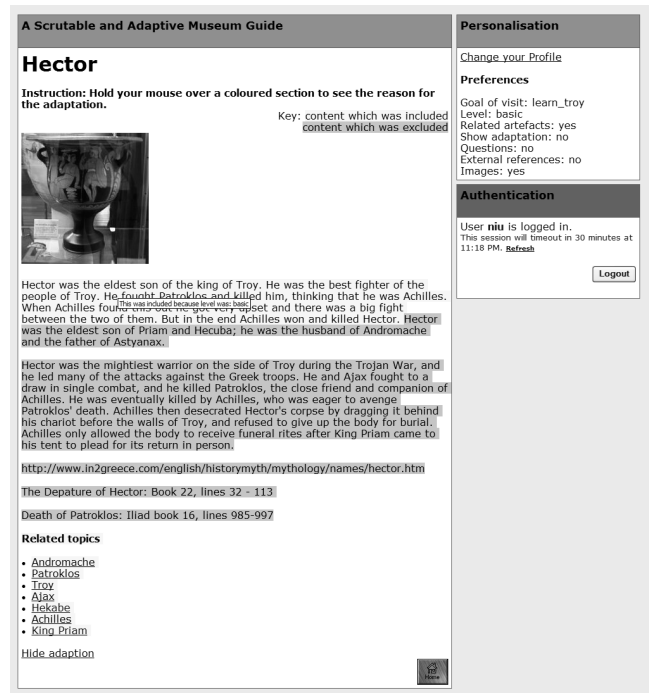 A Scrutable and Adaptive Museum Guide
Hector
Instruction: Hold your mouse over a coloured section to see the reason for
the adaptation.
Key: content which was included
content which was excluded
Hector was the eldest son of the king of Troy. He was the best fighter of the
people of Troy. He fought Patroklos and killed him, thinking that he was Achilles.
This was included because level was: basic
When Achilles found this out he got very upset and there was a big fight
between the two of them. But in the end Achilles won and killed Hector. Hector
was the eldest son of Priam and Hecuba; he was the husband of Andromache
and the father of Astyanax.
Hector was the mightiest warrior on the side of Troy during the Trojan War, and
he led many of the attacks against the Greek troops. He and Ajax fought to a
draw in single combat, and he killed Patroklos, the close friend and companion of
Achilles. He was eventually killed by Achilles, who was eager to avenge
Patroklos' death. Achilles then desecrated Hector's corpse by dragging it behind
his chariot before the walls of Troy, and refused to give up the body for burial.
Achilles only allowed the body to receive funeral rites after King Priam came to
his tent to plead for its return in person.
http://www.in2greece.com/english/historymyth/mythology/names/hector.htm
The Depature of Hector: Book 22, lines 32 - 113
Death of Patroklos: Iliad book 16, lines 985-997
Related topics
• Andromache
• Patroklos
• Troy
• Ajax
• Hekabe
• Achilles
• King Priam
Hide adaption
Home
Personalisation
Change your Profile
Preferences
Goal of visit: learn_troy
Level: basic
Related artefacts: yes
Show adaptation: no
Questions: no
External references: no
Images: yes
Authentication
User niu is logged in.
This session will timeout in 30 minutes at
11:18 PM. Refresh
Logout